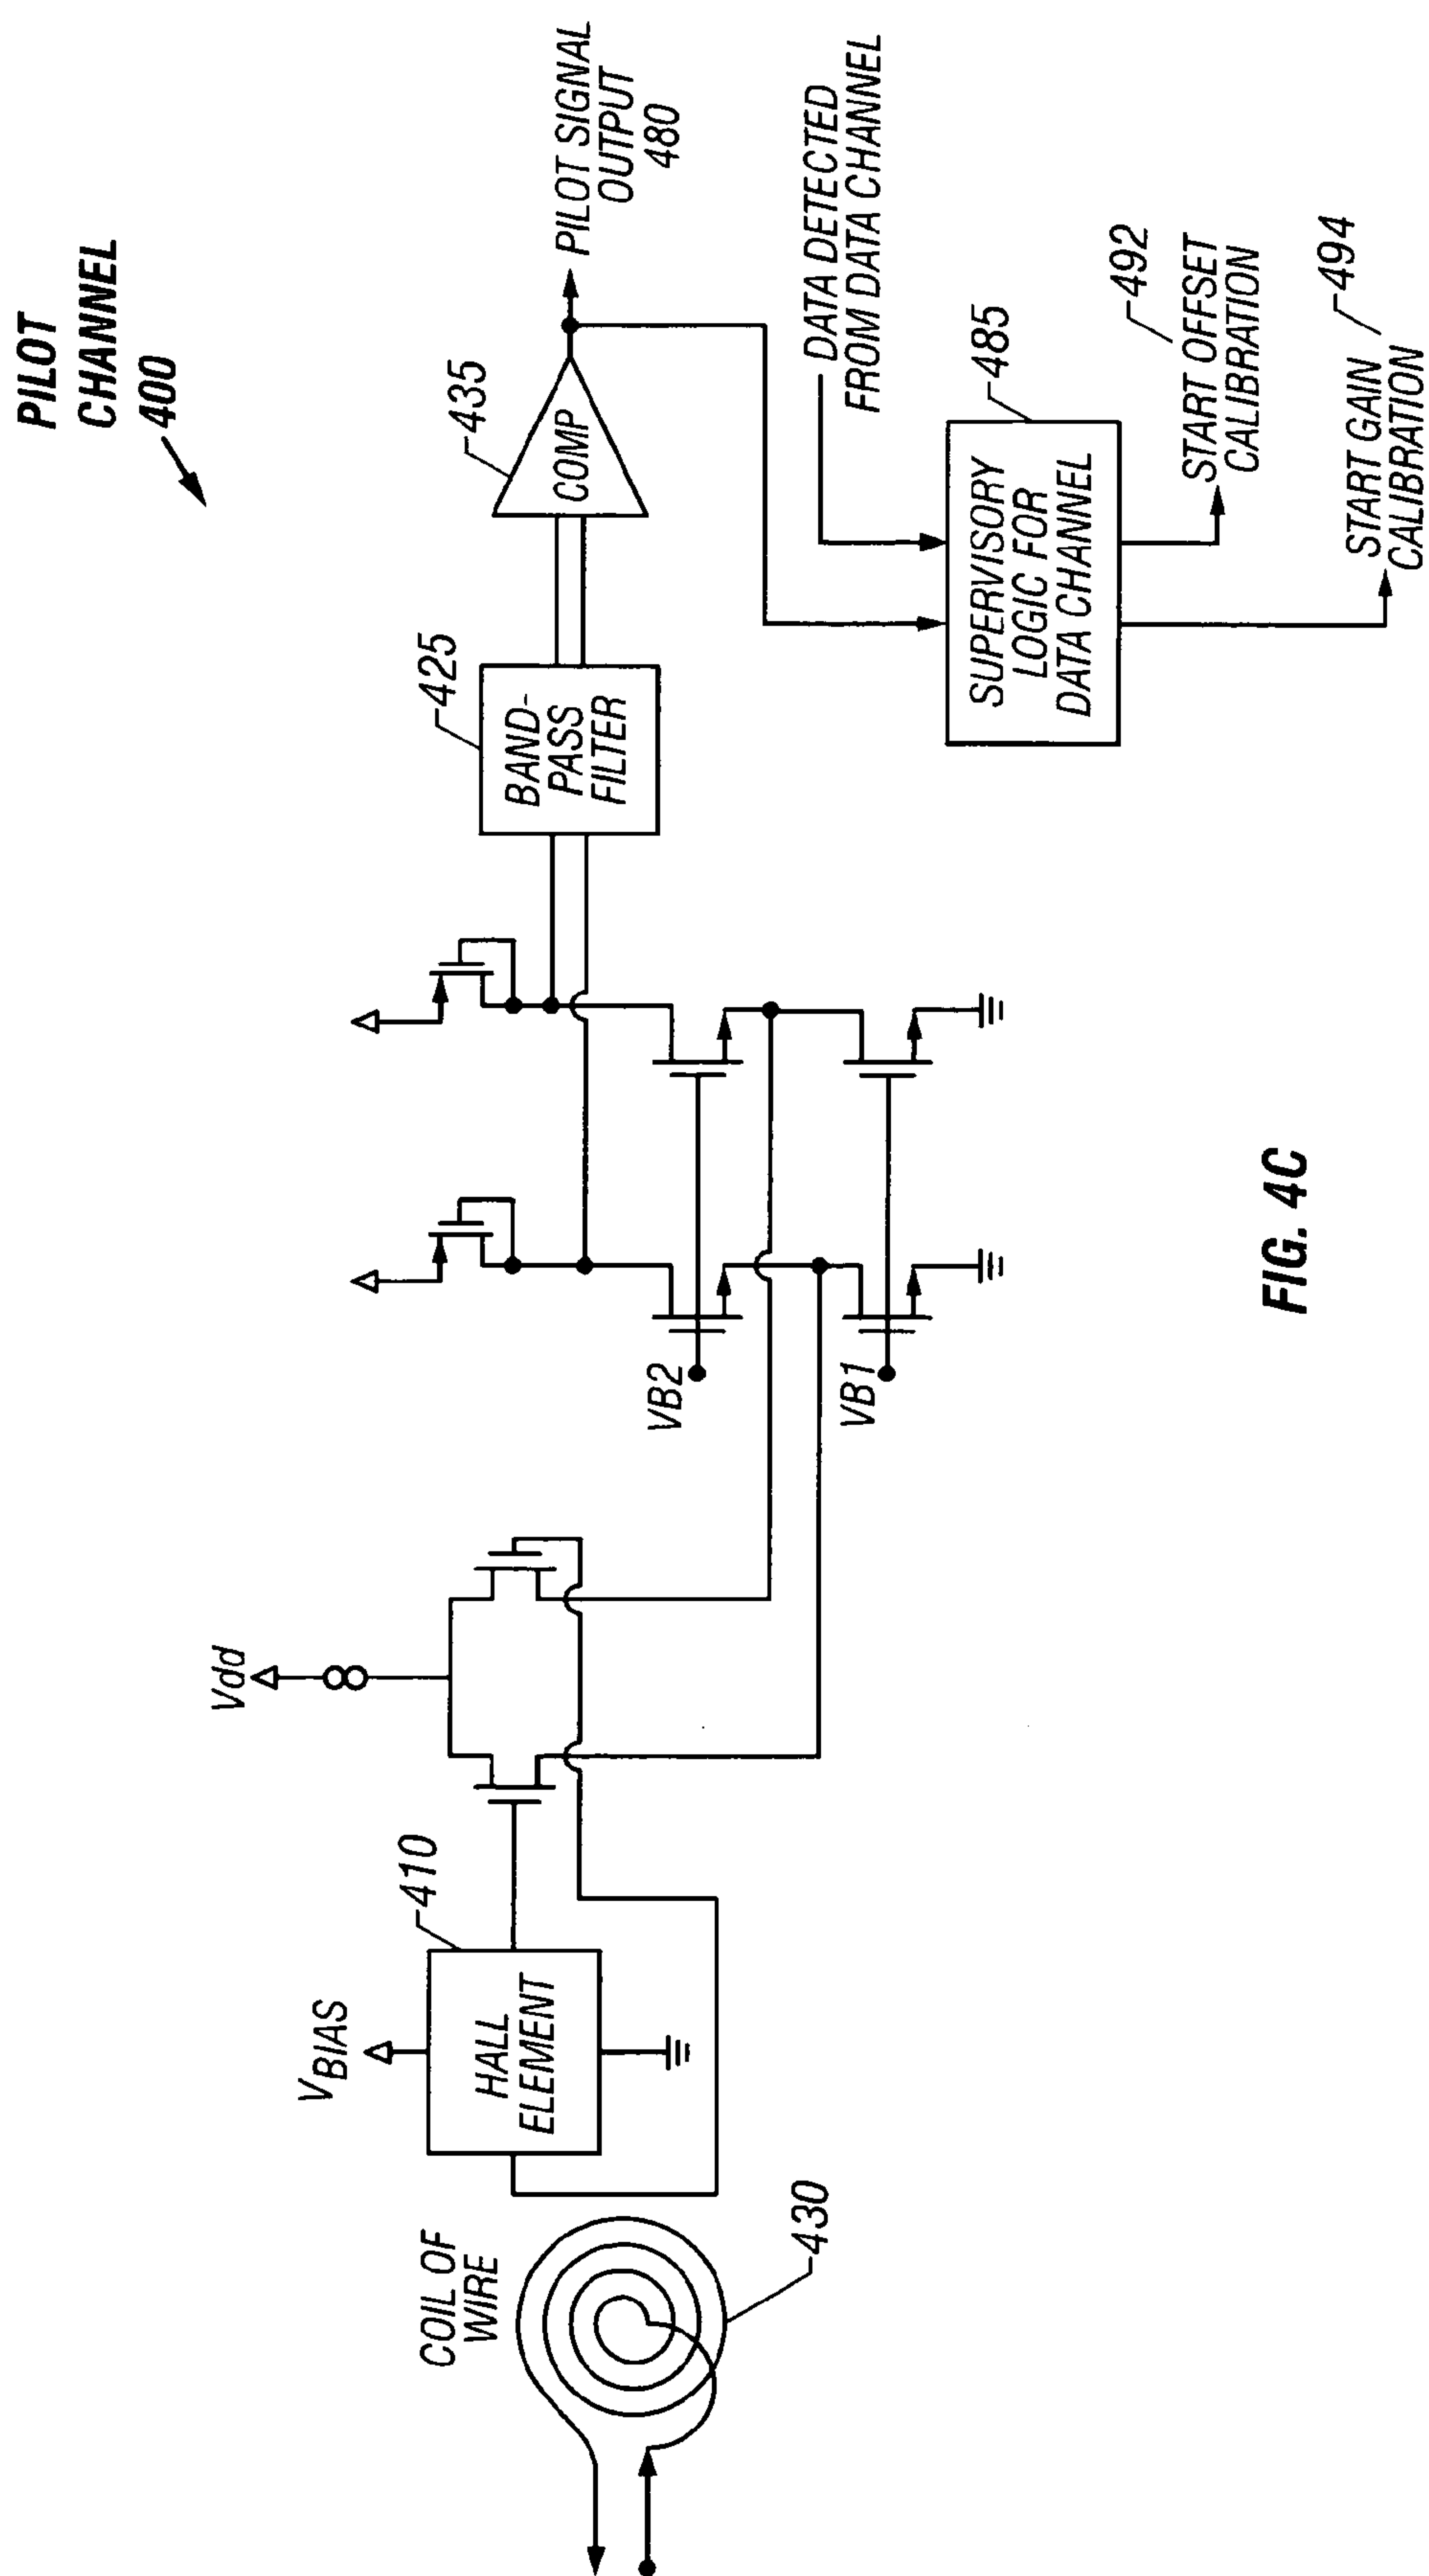 PILOT
CHANNEL
400
COIL OF
WIRE
430
VBIAS
410
HALL
ELEMENT
Vdd
VB2
VB1
425
BAND-
PASS
FILTER
435
COMP
PILOT SIGNAL
OUTPUT
480
DATA DETECTED
FROM DATA CHANNEL
485
SUPERVISORY
LOGIC FOR
DATA CHANNEL
492
START OFFSET
CALIBRATION
494
START GAIN
CALIBRATION
FIG. 4C